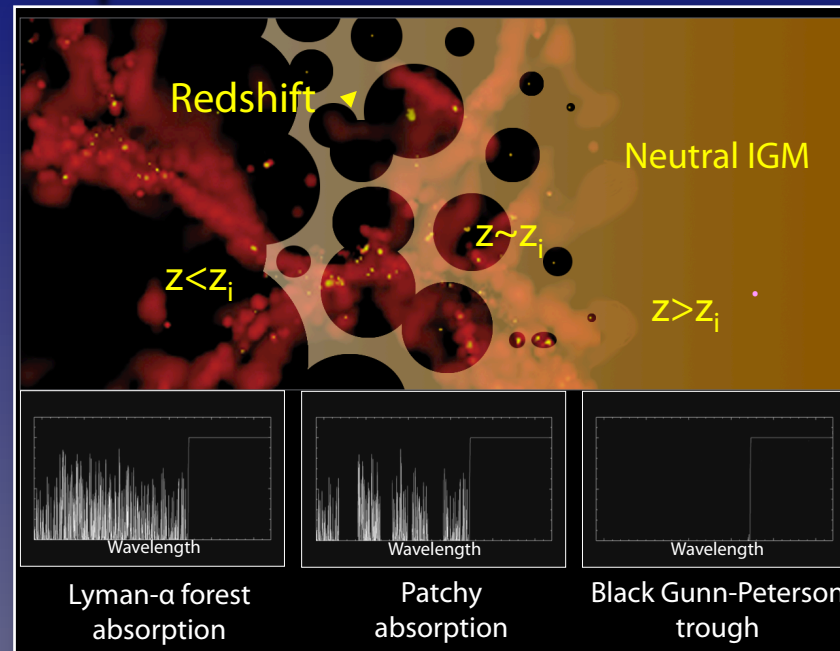 Redshift
Neutral IGM
z~zi
z<zi
z>zi
Wavelength
Wavelength
Wavelength
Lyman-α forest
absorption
Patchy
absorption
Black Gunn-Peterson
trough